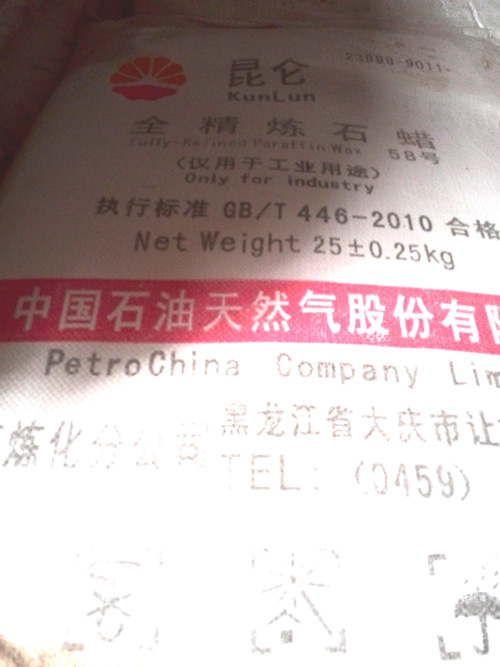 23998-9011-
昆仑
KunLun
全精炼石蜡
Fully-Refined Paraffin Wax 58号
(仅用于工业用途)
Only for industry
执行标准 GB/T 446-2010 合格
Net Weight 25±0.25kg
中国石油天然气股份有限
PetroChina Company Lim
炼化分公司 黑龙江省大庆市让
TEL: (0459)